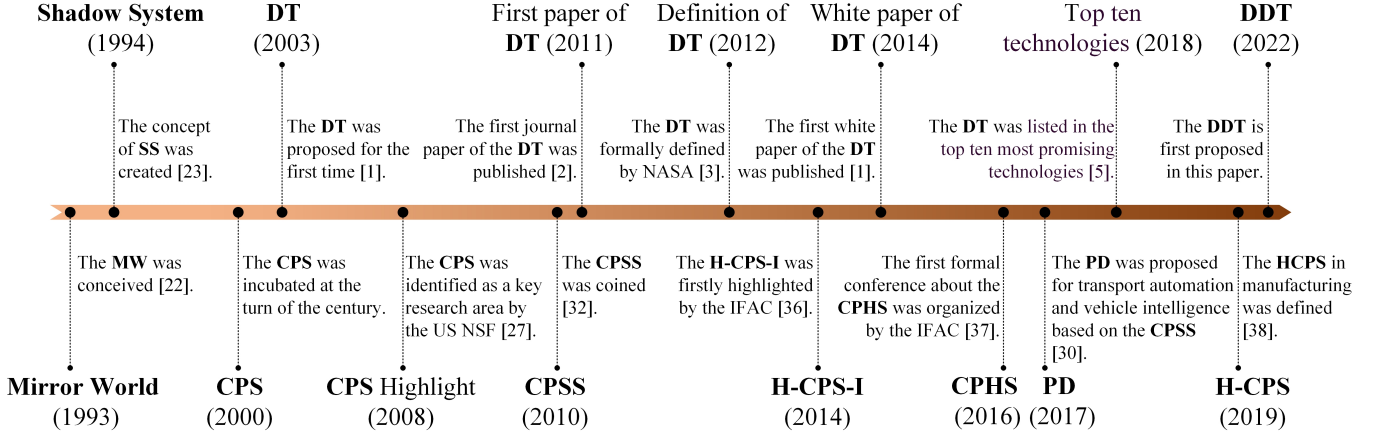 Shadow System
(1994)
DT
(2003)
First paper of
DT (2011)
Definition of
DT (2012)
White paper of
DT (2014)
Top ten
technologies (2018)
DDT
(2022)
The concept
of SS was
created [23].
The DT was
proposed for the
first time [1].
The first journal
paper of the DT was
published [2].
The DT was
formally defined
by NASA [3].
The first white
paper of the DT
was published [1].
The DT was listed in the
top ten most promising
technologies [5].
The DDT is
first proposed
in this paper.
The MW was
conceived [22].
The CPS was
incubated at the
turn of the century.
The CPS was
identified as a key
research area by
the US NSF [27].
The CPSS
was coined
[32].
The H-CPS-I was
firstly highlighted
by the IFAC [36].
The first formal
conference about the
CPHS was organized
by the IFAC [37].
The PD was proposed
for transport automation
and vehicle intelligence
based on the CPSS
[30].
The HCPS in
manufacturing
was defined
[38].
Mirror World
(1993)
CPS
(2000)
CPS Highlight
(2008)
CPSS
(2010)
H-CPS-I
(2014)
CPHS
(2016)
PD
(2017)
H-CPS
(2019)